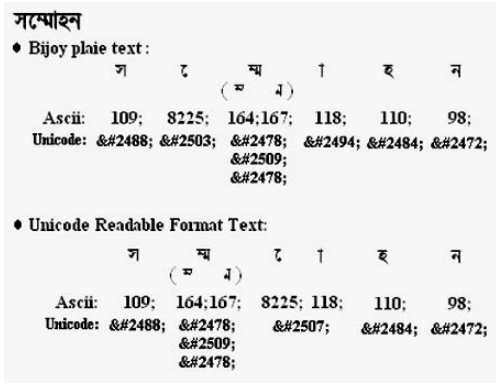 সম্মোহন
• Bijoy plaie text :
স ে ম্ম া হ ন
( ম ন )
Ascii: 109; 8225; 164;167; 118; 110; 98;
Unicode: &#2488; &#2503; &#2478; &#2494; &#2484; &#2472;
&#2509;
&#2478;
• Unicode Readable Format Text:
স ম্ম ে া হ ন
( )
Ascii: 109; 164;167; 8225; 118; 110; 98;
Unicode: &#2488; &#2478; &#2507; &#2484; &#2472;
&#2509;
&#2478;